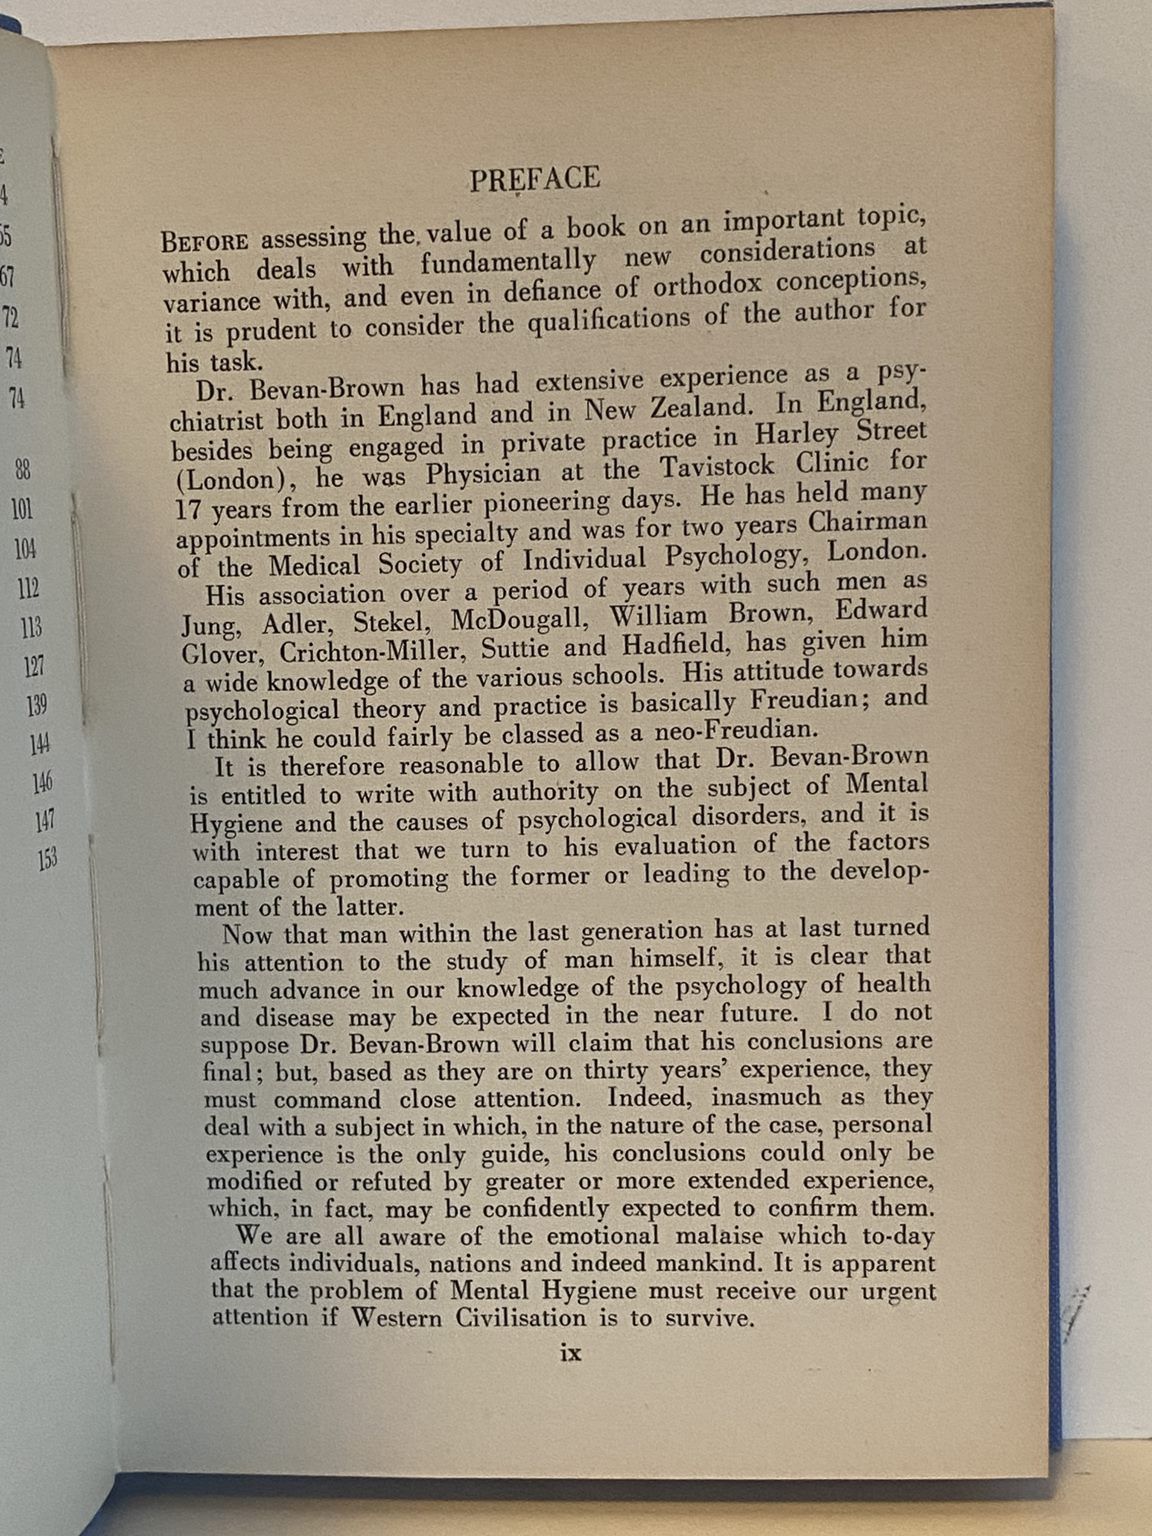 E
4
55
67
72
74
74
88
101
104
112
113
127
139
144
146
147
153
PREFACE
BEFORE assessing the value of a book on an important topic,
which deals with fundamentally new considerations at
variance with, and even in defiance of orthodox conceptions,
it is prudent to consider the qualifications of the author for
his task.
Dr. Bevan-Brown has had extensive experience as a psy-
chiatrist both in England and in New Zealand. In England,
besides being engaged in private practice in Harley Street
(London), he was Physician at the Tavistock Clinic for
17 years from the earlier pioneering days. He has held many
appointments in his specialty and was for two years Chairman
of the Medical Society of Individual Psychology, London.
His association over a period of years with such men as
Jung, Adler, Stekel, McDougall, William Brown, Edward
Glover, Crichton-Miller, Suttie and Hadfield, has given him
a wide knowledge of the various schools. His attitude towards
psychological theory and practice is basically Freudian; and
I think he could fairly be classed as a neo-Freudian.
It is therefore reasonable to allow that Dr. Bevan-Brown
is entitled to write with authority on the subject of Mental
Hygiene and the causes of psychological disorders, and it is
with interest that we turn to his evaluation of the factors
capable of promoting the former or leading to the develop-
ment of the latter.
Now that man within the last generation has at last turned
his attention to the study of man himself, it is clear that
much advance in our knowledge of the psychology of health
and disease may be expected in the near future. I do not
suppose Dr. Bevan-Brown will claim that his conclusions are
final; but, based as they are on thirty years' experience, they
must command close attention. Indeed, inasmuch as they
deal with a subject in which, in the nature of the case, personal
experience is the only guide, his conclusions could only be
modified or refuted by greater or more extended experience,
which, in fact, may be confidently expected to confirm them.
We are all aware of the emotional malaise which to-day
affects individuals, nations and indeed mankind. It is apparent
that the problem of Mental Hygiene must receive our urgent
attention if Western Civilisation is to survive.
ix